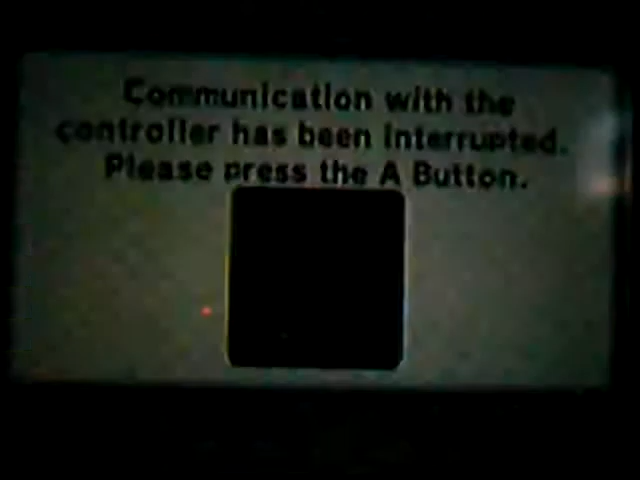 Communication with the
controller has been interrupted.
Please press the A Button.